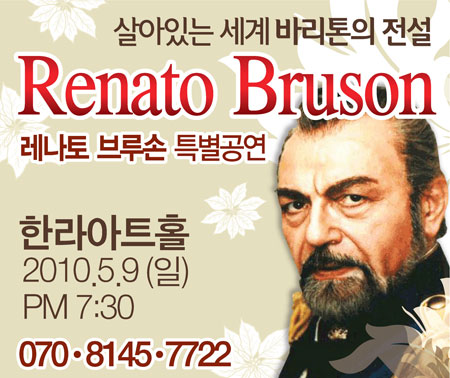 살아있는 세계 바리톤의 전설
Renato Bruson
레나토 브루손 특별공연
한라아트홀
2010.5.9 (일)
PM 7:30
070·8145·7722